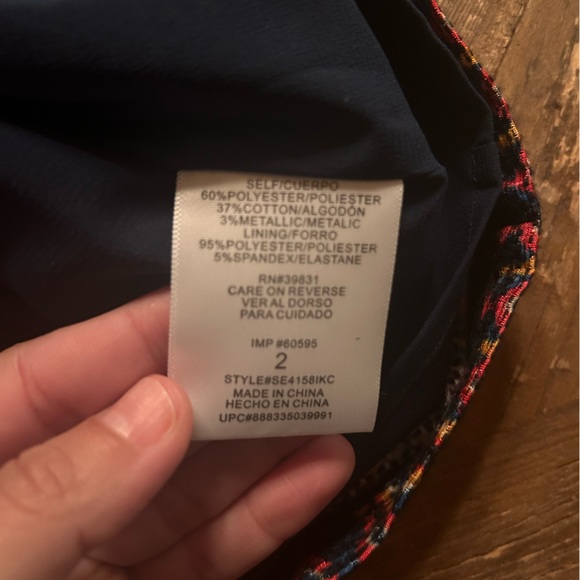 SELF/CUERPO
60%POLYESTER/POLIESTER
37%COTTON/ALGODÓN
3%METALLIC/METALIC
LINING/FORRO
95%POLYESTER/POLIESTER
5%SPANDEX/ELASTANE
RN#39831
CARE ON REVERSE
VER AL DORSO
PARA CUIDADO
IMP #60595
2
STYLE#SE4158IKC
MADE IN CHINA
HECHO EN CHINA
UPC#888335039991